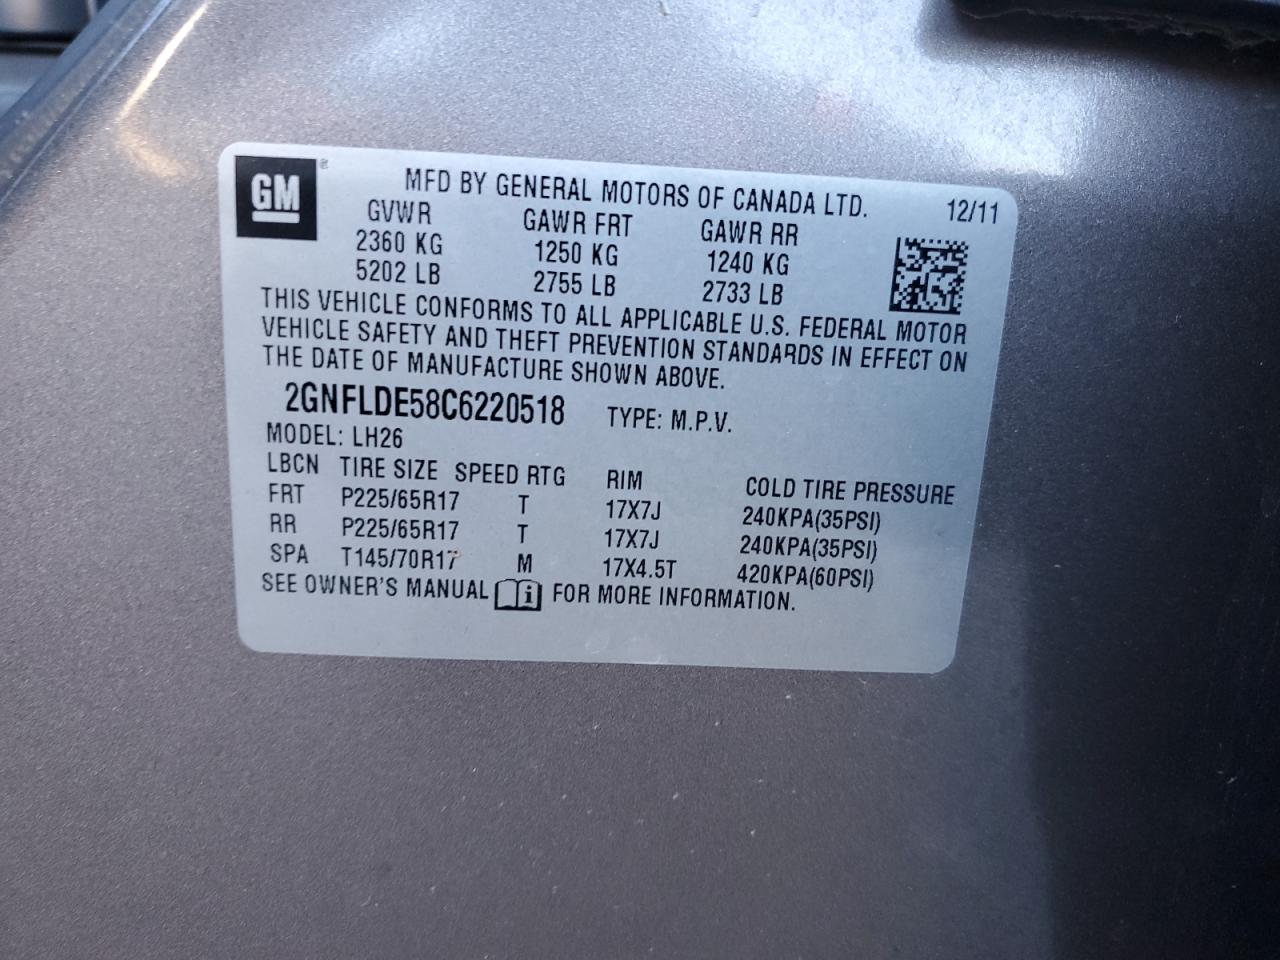 GM ®
MFD BY GENERAL MOTORS OF CANADA LTD. 12/11
GVWR GAWR FRT GAWR RR
2360 KG 1250 KG 1240 KG
5202 LB 2755 LB 2733 LB
THIS VEHICLE CONFORMS TO ALL APPLICABLE U.S. FEDERAL MOTOR
VEHICLE SAFETY AND THEFT PREVENTION STANDARDS IN EFFECT ON
THE DATE OF MANUFACTURE SHOWN ABOVE.
2GNFLDE58C6220518 TYPE: M.P.V.
MODEL: LH26
LBCN TIRE SIZE SPEED RTG RIM COLD TIRE PRESSURE
FRT P225/65R17 T 17X7J 240KPA(35PSI)
RR P225/65R17 T 17X7J 240KPA(35PSI)
SPA T145/70R17 M 17X4.5T 420KPA(60PSI)
SEE OWNER'S MANUAL i FOR MORE INFORMATION.